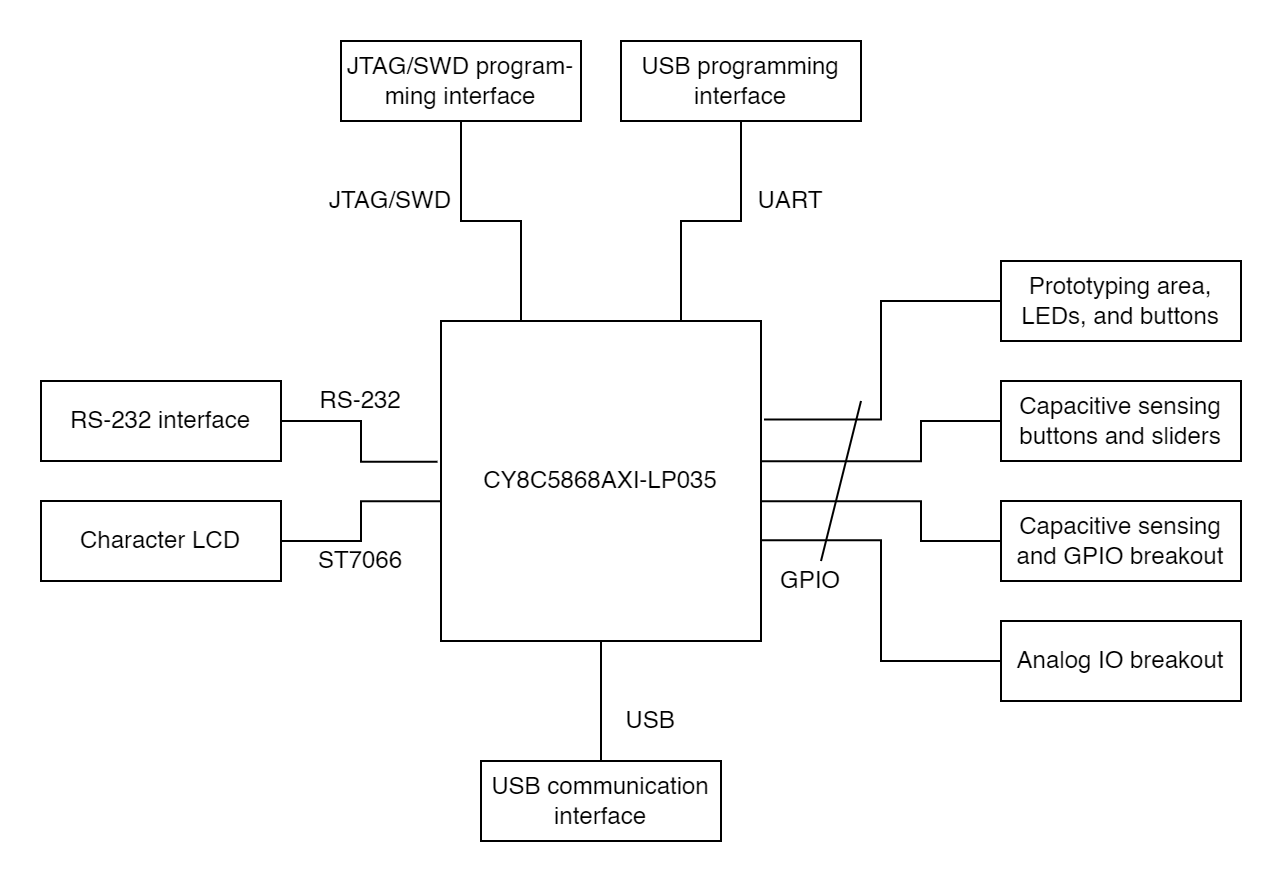 JTAG/SWD program-
ming interface
USB programming
interface
JTAG/SWD
UART
Prototyping area,
LEDs, and buttons
RS-232 interface
RS-232
Capacitive sensing
buttons and sliders
CY8C5868AXI-LP035
Character LCD
ST7066
Capacitive sensing
and GPIO breakout
GPIO
Analog IO breakout
USB
USB communication
interface